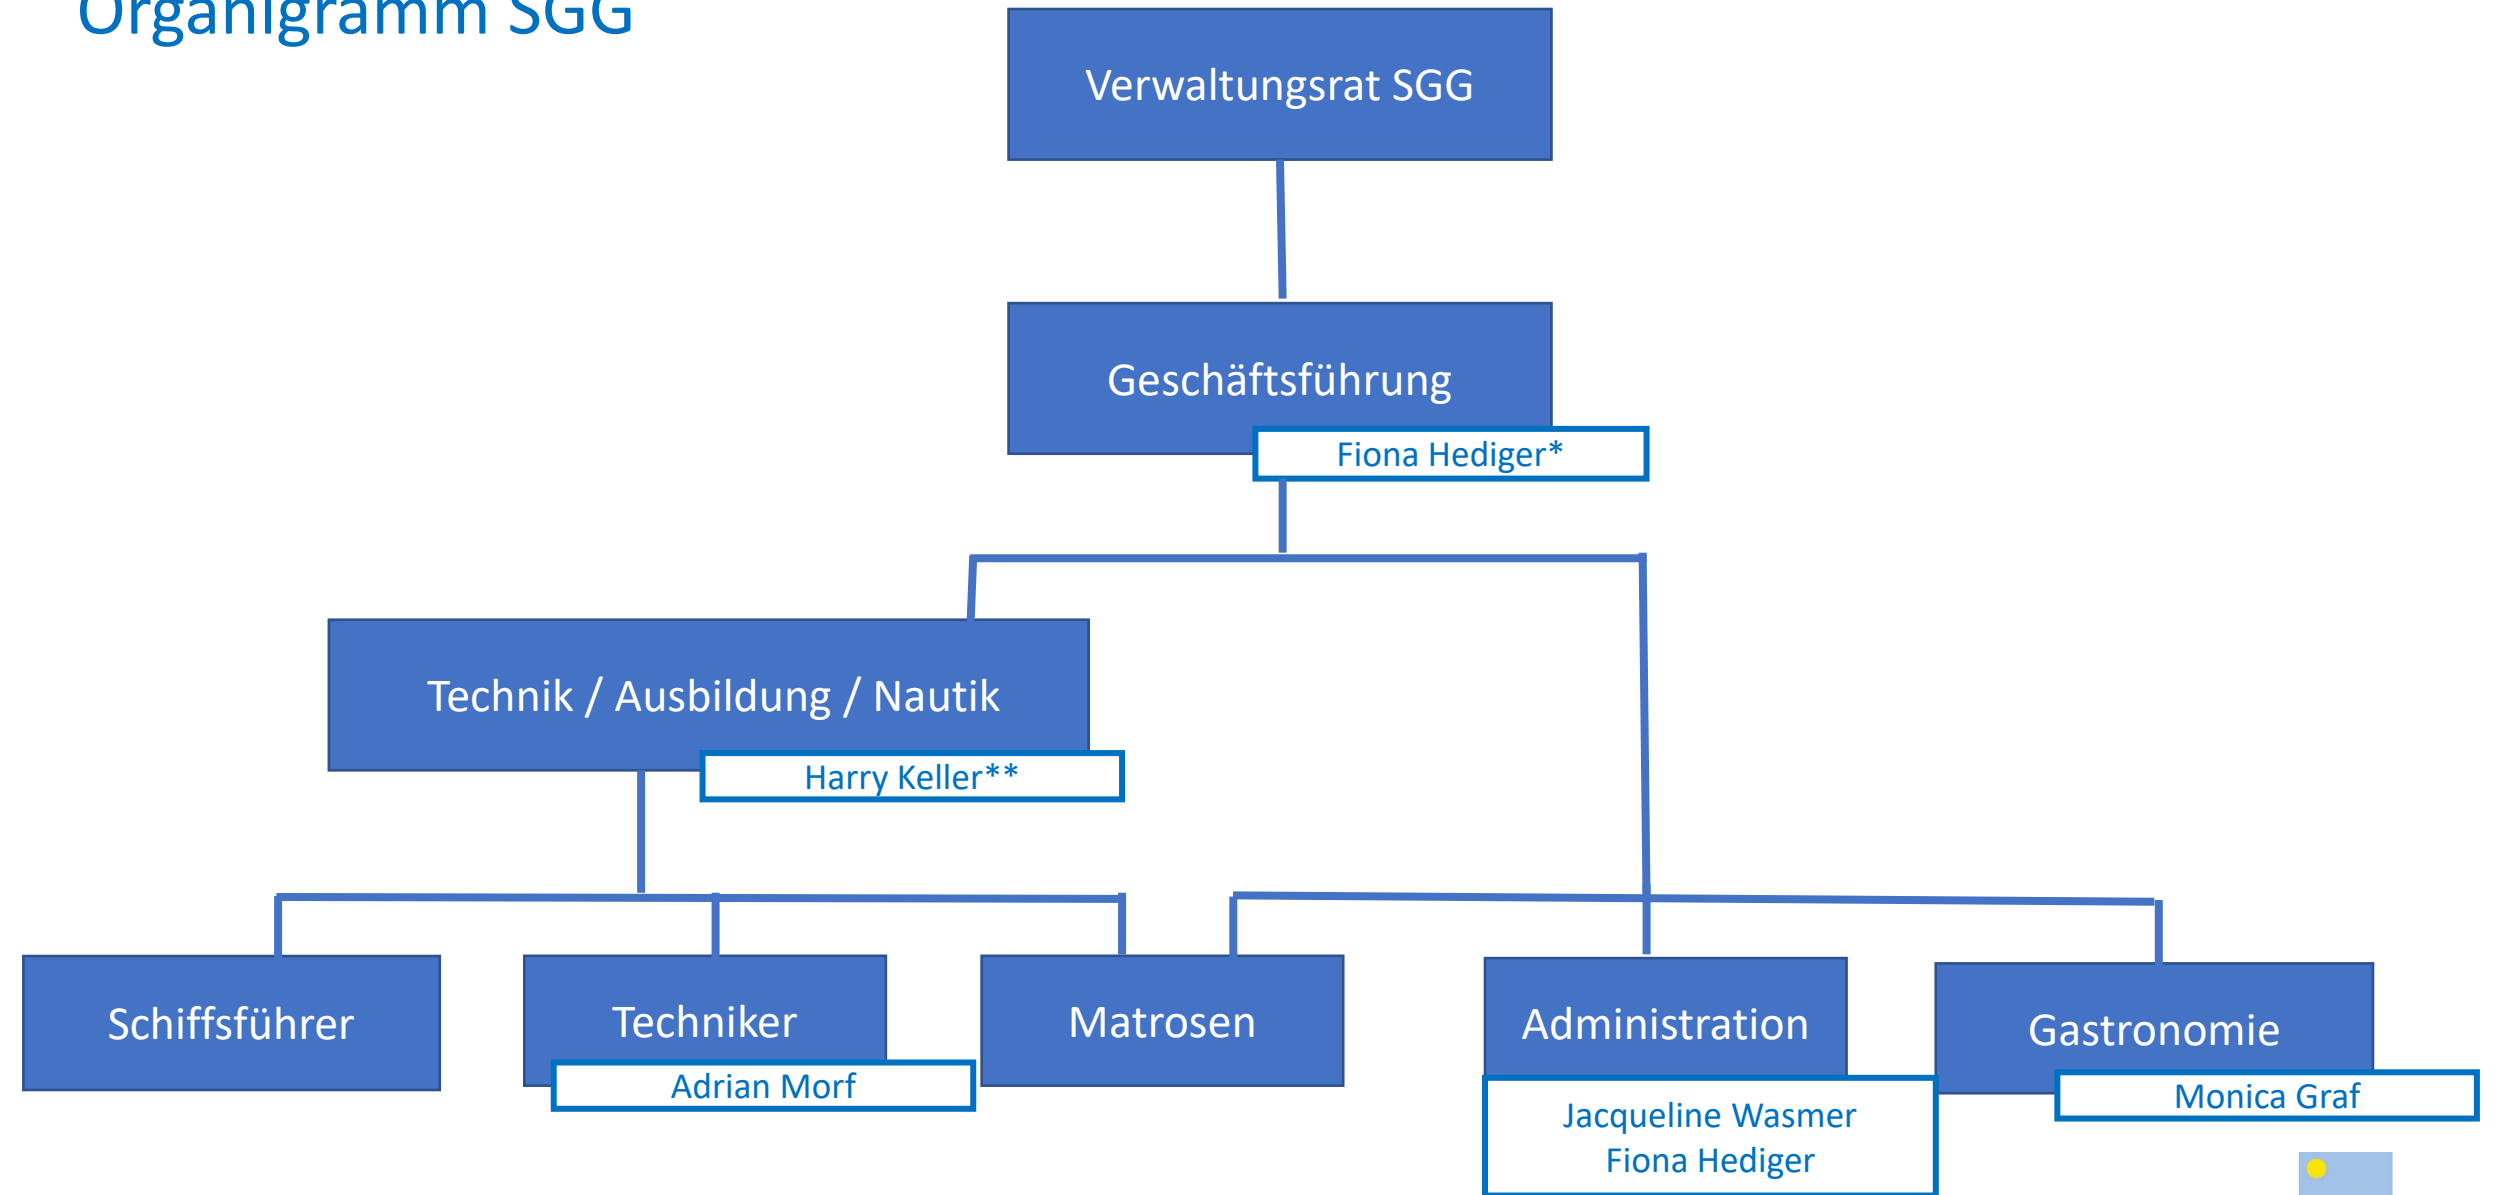 Organigramm SGG
Verwaltungsrat SGG
Geschäftsführung
Fiona Hediger*
Technik / Ausbildung / Nautik
Harry Keller**
Schiffsführer
Techniker
Adrian Morf
Matrosen
Administration
Jacqueline Wasmer
Fiona Hediger
Gastronomie
Monica Graf